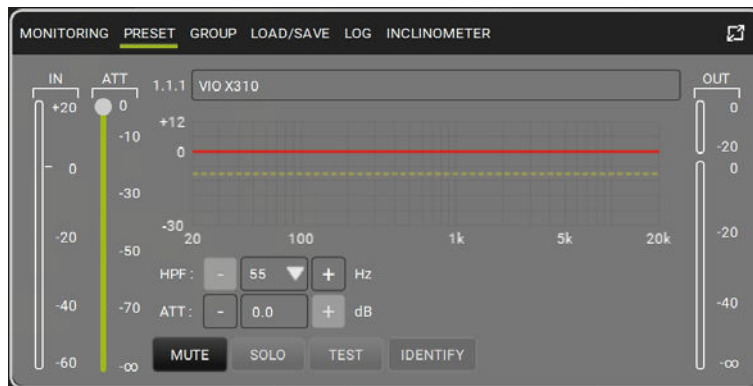 MONITORING PRESET GROUP LOAD/SAVE LOG INCLINOMETER
IN ATT OUT
1.1.1 VIO X310
+20 0 0
+12
-10
0 -20
0 0
-30
-30
20 100 1k 5k 20k
-20 -50 -20
HPF : - 55 + Hz
-40 -70 ATT : - 0.0 + dB -40
MUTE SOLO TEST IDENTIFY
-60 -∞ -∞